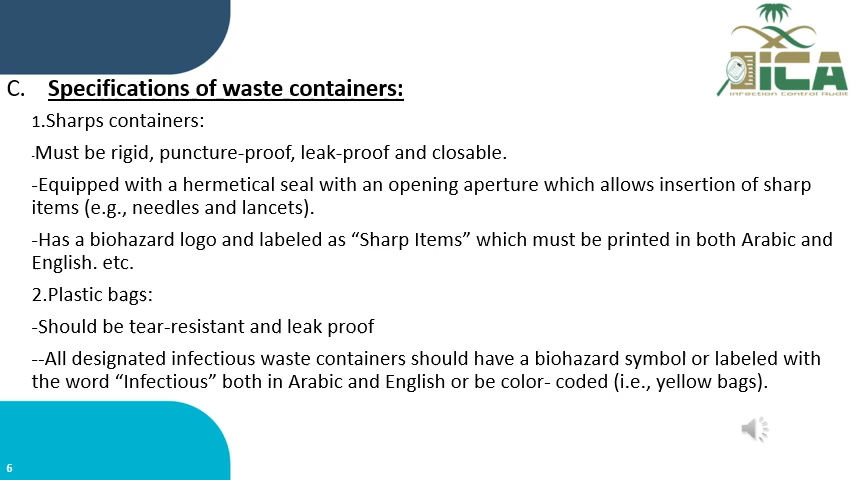 ICA
Infection Control Audit
C. Specifications of waste containers:
1.Sharps containers:
-Must be rigid, puncture-proof, leak-proof and closable.
-Equipped with a hermetical seal with an opening aperture which allows insertion of sharp
items (e.g., needles and lancets).
-Has a biohazard logo and labeled as “Sharp Items” which must be printed in both Arabic and
English. etc.
2.Plastic bags:
-Should be tear-resistant and leak proof
--All designated infectious waste containers should have a biohazard symbol or labeled with
the word “Infectious” both in Arabic and English or be color- coded (i.e., yellow bags).
6